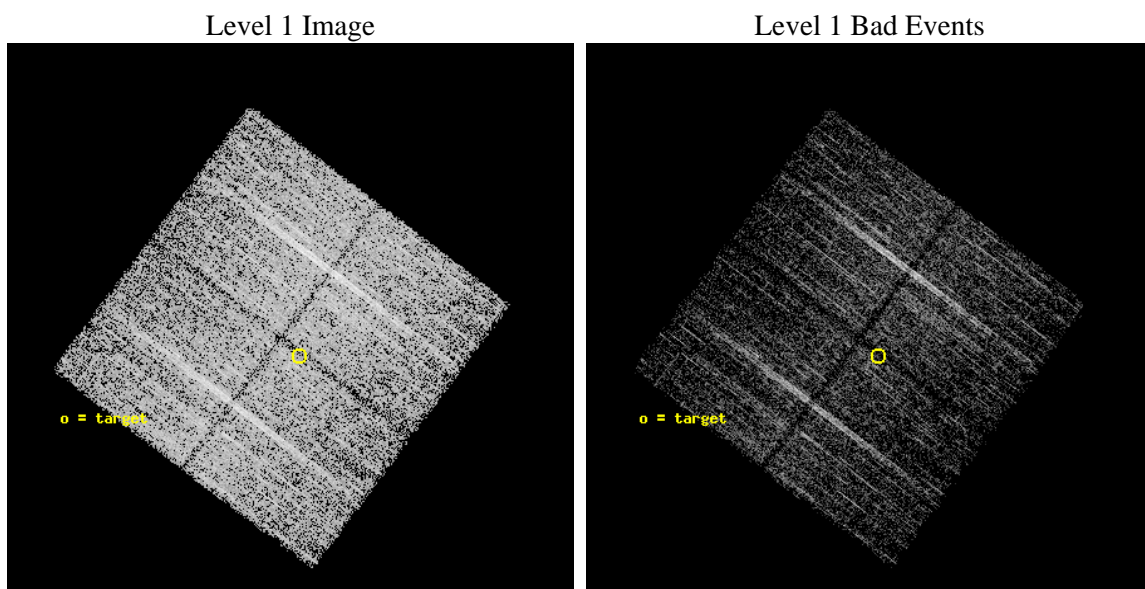 Level 1 Image
Level 1 Bad Events
o = target
o = target